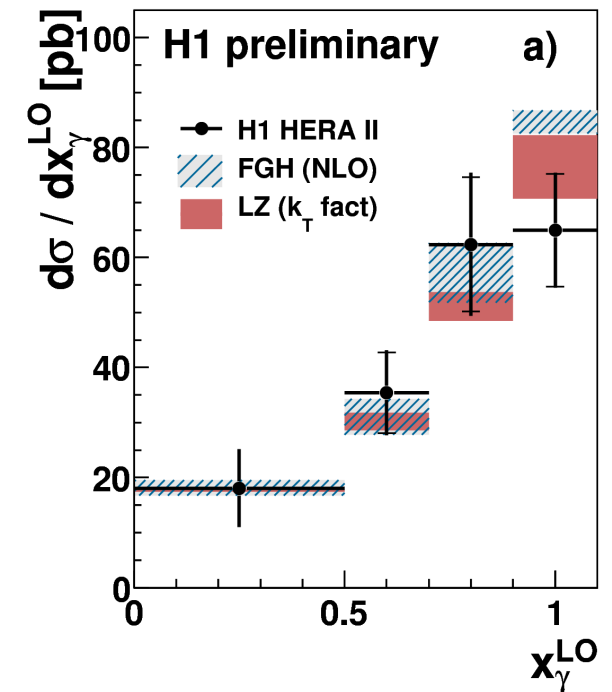 H1 preliminary a)
dσ / dxγLO [pb]
H1 HERA II
FGH (NLO)
LZ (kT fact)
100
80
60
40
20
0
0 0.5 1
xγLO